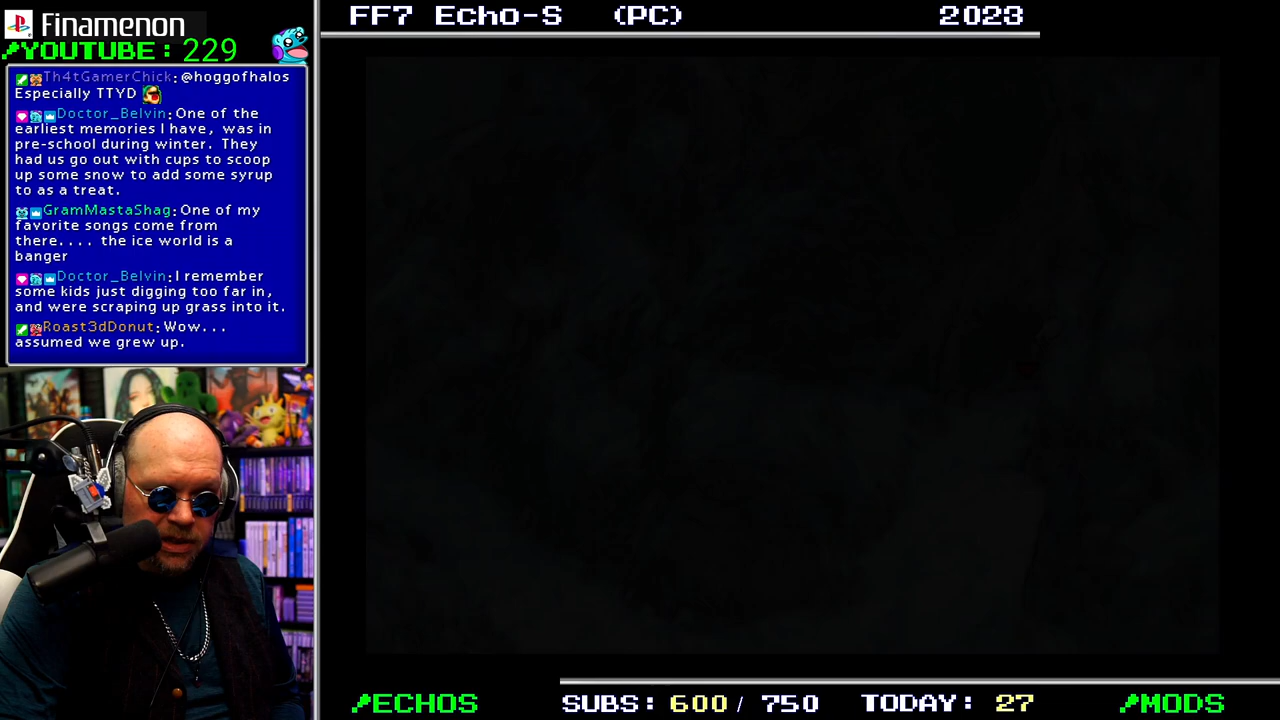 FF7 Echo-S (PC) 2023
Finamenon
/YOUTUBE: 229
Th4tGamerChick: @hoggofhalos
Especially TTYD
Doctor_Belvin: One of the
earliest memories I have, was in
pre-school during winter. They
had us go out with cups to scoop
up some snow to add some syrup
to as a treat.
GramMastaShag: One of my
favorite songs come from
there.... the ice world is a
banger
Doctor_Belvin: I remember
some kids just digging too far in,
and were scraping up grass into it.
Roast3dDonut: Wow...
assumed we grew up.
/ECHOS SUBS: 600/ 750 TODAY: 27 /MODS